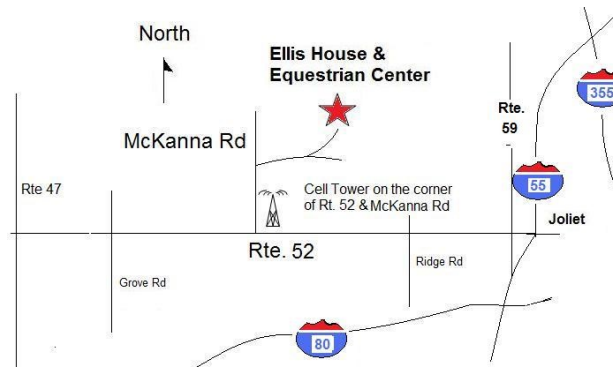 North
Ellis House &
Equestrian Center
355
Rte.
59
McKanna Rd
55
Rte 47
Cell Tower on the corner
of Rt. 52 & McKanna Rd
Joliet
Rte. 52
Ridge Rd
Grove Rd
80